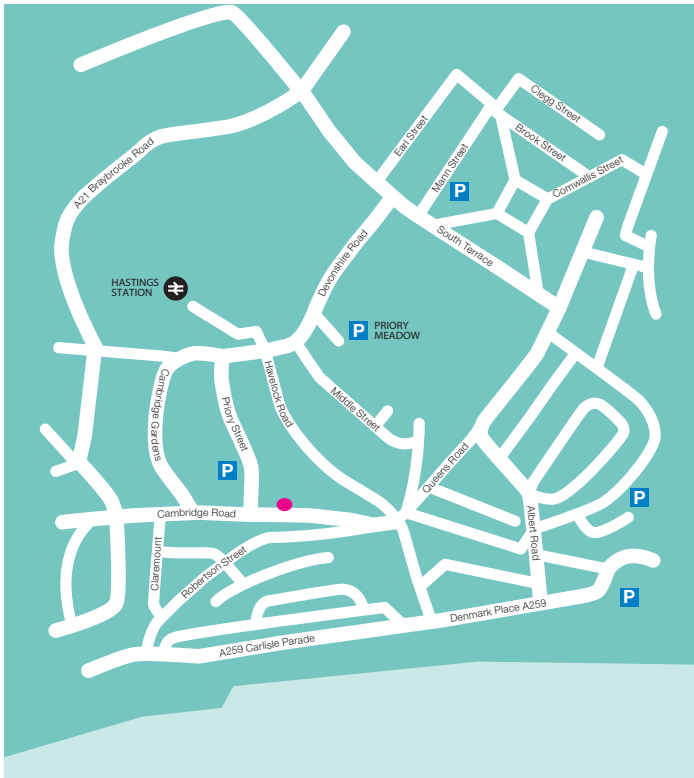 Clegg Street
Earl Street
Brook Street
A21 Braybrooke Road
Mann Street
Cornwallis Street
P
South Terrace
Devonshire Road
HASTINGS
STATION
P
PRIORY
MEADOW
Cambridge Gardens
Havelock Road
Priory Street
Middle Street
P
Queens Road
P
Cambridge Road
Albert Road
Claremount
Robertson Street
P
Denmark Place A259
A259 Carlisle Parade